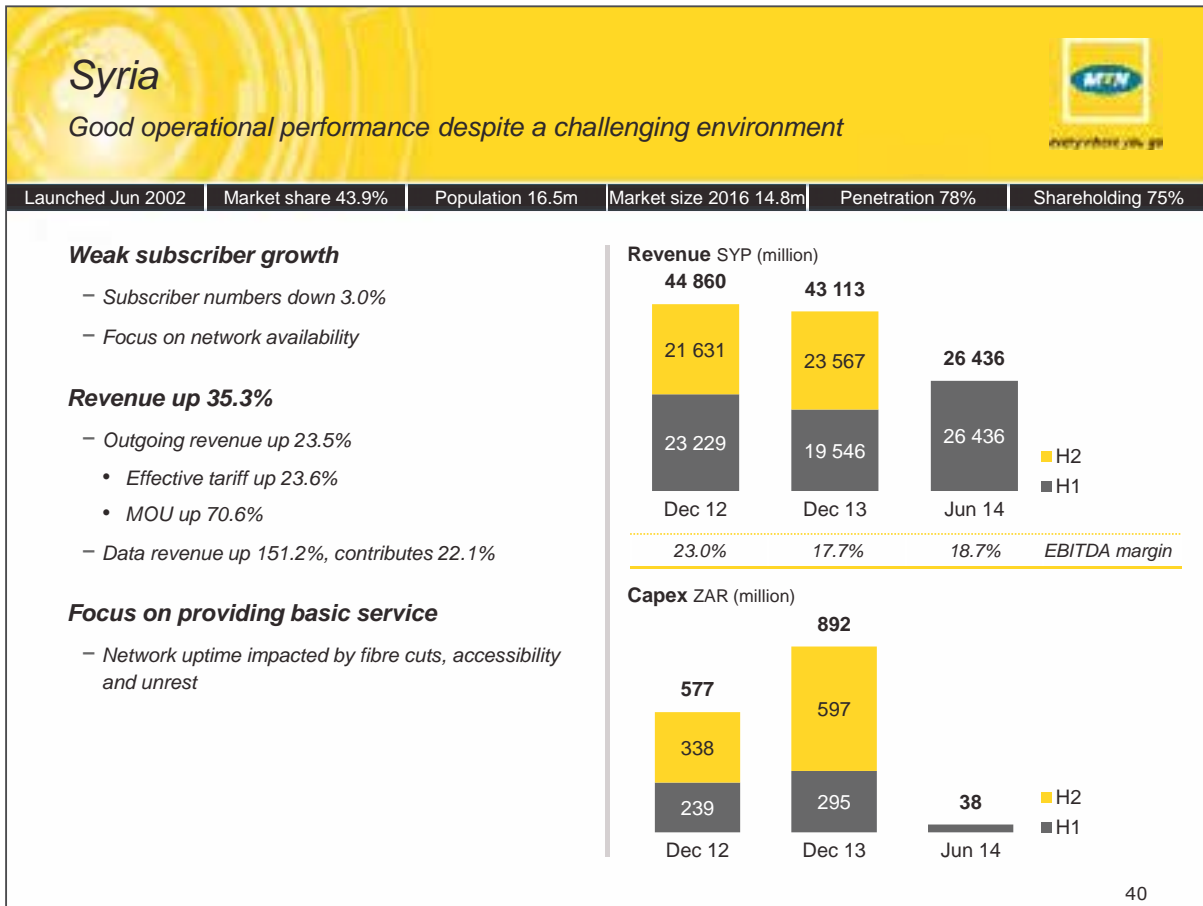 Syria
Good operational performance despite a challenging environment
MTN
everywhere you go
Launched Jun 2002
Market share 43.9%
Population 16.5m
Market size 2016 14.8m
Penetration 78%
Shareholding 75%
Weak subscriber growth
– Subscriber numbers down 3.0%
– Focus on network availability
Revenue up 35.3%
– Outgoing revenue up 23.5%
• Effective tariff up 23.6%
• MOU up 70.6%
– Data revenue up 151.2%, contributes 22.1%
Focus on providing basic service
– Network uptime impacted by fibre cuts, accessibility
and unrest
Revenue SYP (million)
44 860
43 113
26 436
21 631
23 567
23 229
19 546
26 436
H2
H1
Dec 12
Dec 13
Jun 14
23.0%
17.7%
18.7%
EBITDA margin
Capex ZAR (million)
577
892
38
338
597
239
295
H2
H1
Dec 12
Dec 13
Jun 14
40